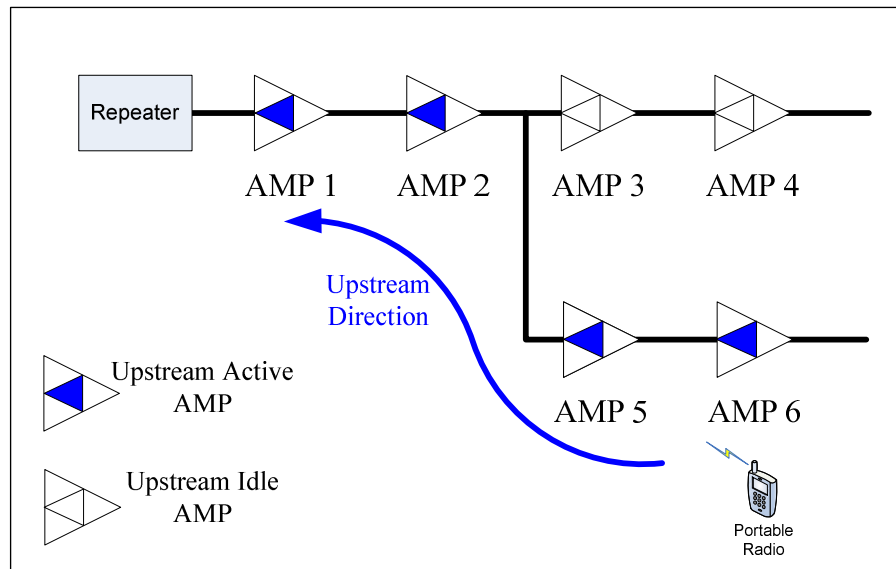 Repeater
AMP 1
AMP 2
AMP 3
AMP 4
Upstream
Direction
AMP 5
AMP 6
Upstream Active
AMP
Upstream Idle
AMP
Portable
Radio